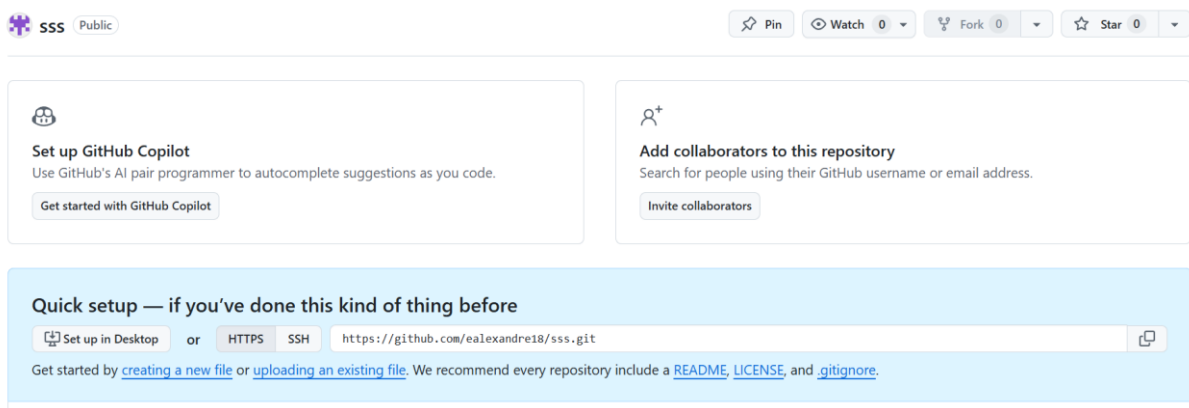 sss Public
Pin
Watch 0
Fork 0
Star 0
Set up GitHub Copilot
Use GitHub's AI pair programmer to autocomplete suggestions as you code.
Get started with GitHub Copilot
Add collaborators to this repository
Search for people using their GitHub username or email address.
Invite collaborators
Quick setup — if you've done this kind of thing before
Set up in Desktop or HTTPS SSH https://github.com/ealexandre18/sss.git
Get started by creating a new file or uploading an existing file. We recommend every repository include a README, LICENSE, and .gitignore.